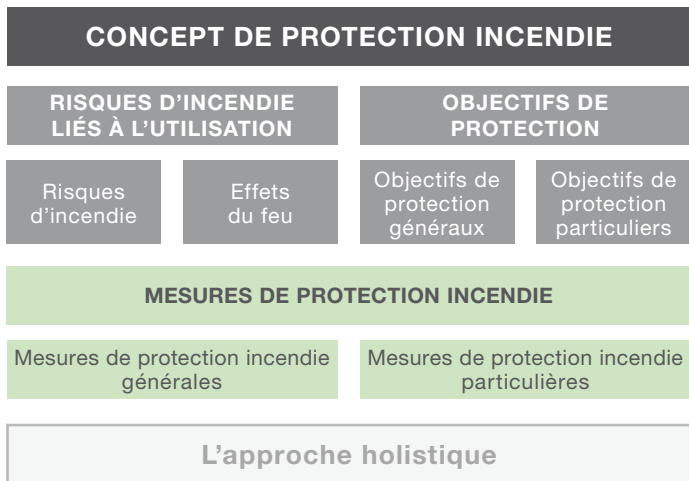 CONCEPT DE PROTECTION INCENDIE
RISQUES D'INCENDIE
LIÉS À L'UTILISATION
OBJECTIFS DE
PROTECTION
Risques
d'incendie
Effets
du feu
Objectifs de
protection
généraux
Objectifs de
protection
particuliers
MESURES DE PROTECTION INCENDIE
Mesures de protection incendie
générales
Mesures de protection incendie
particulières
L'approche holistique